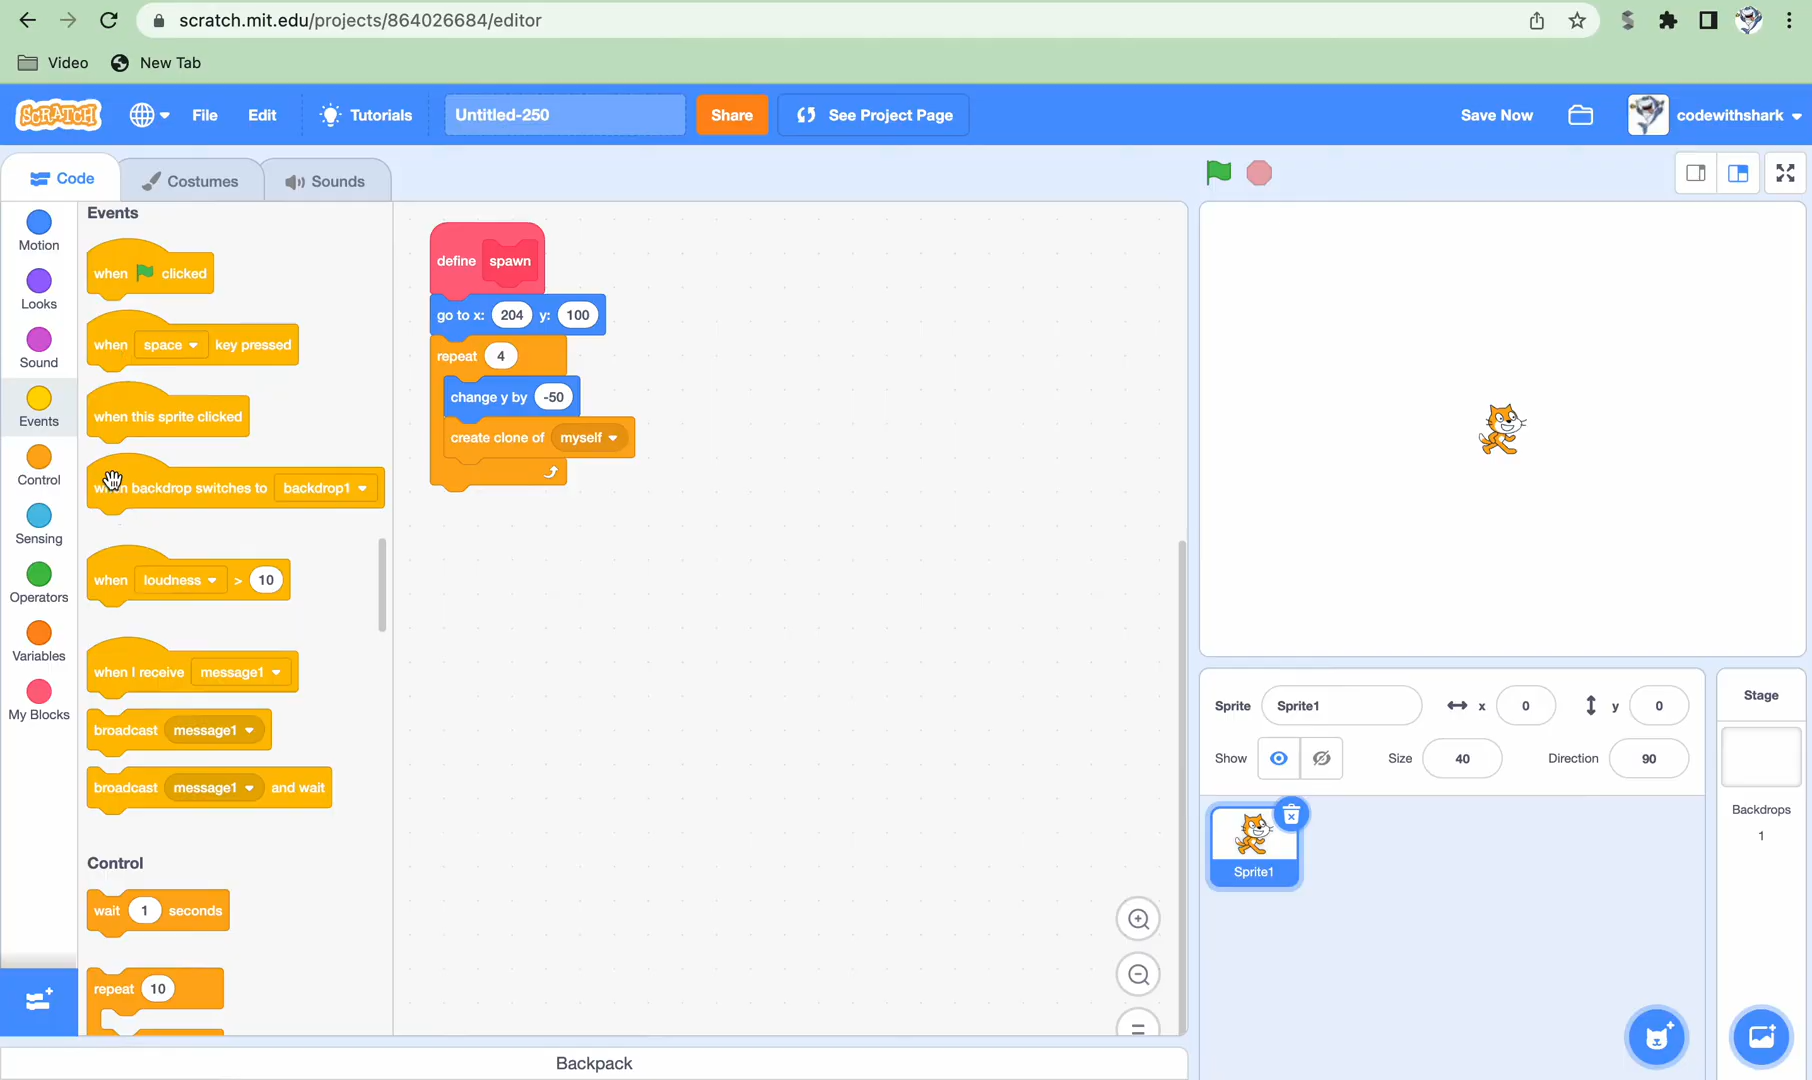 scratch.mit.edu/projects/864026684/editor
Video
New Tab
SCRATCH
File
Edit
Tutorials
Untitled-250
Share
See Project Page
Save Now
codewithshark
Code
Costumes
Sounds
Motion
Looks
Sound
Events
Control
Sensing
Operators
Variables
My Blocks
Events
when clicked
when space key pressed
when this sprite clicked
when backdrop switches to backdrop1
when loudness > 10
when I receive message1
broadcast message1
broadcast message1 and wait
Control
wait 1 seconds
repeat 10
define spawn
go to x: 204 y: 100
repeat 4
change y by -50
create clone of myself
Sprite Sprite1 x 0 y 0
Show Size 40 Direction 90
Sprite1
Stage
Backdrops
1
Backpack